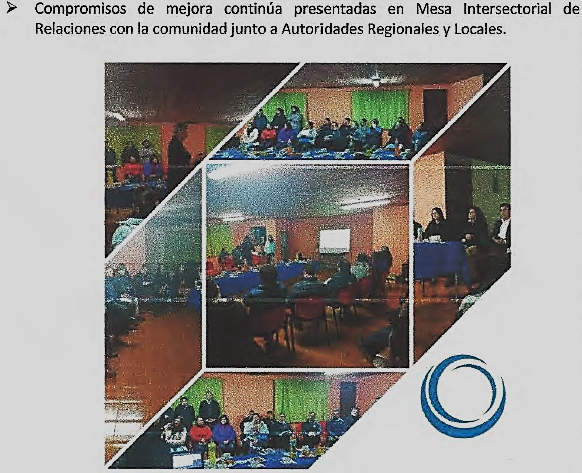 ➢ Compromisos de mejora continúa presentadas en Mesa Intersectorial de
Relaciones con la comunidad junto a Autoridades Regionales y Locales.